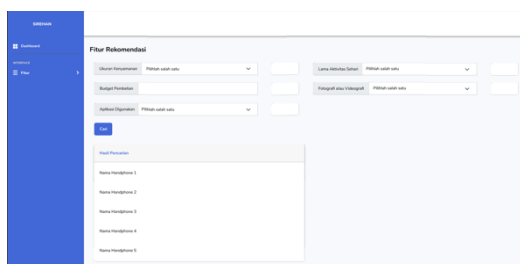 SIREHAN
Dashboard
INTERFACE
Fitur
Fitur Rekomendasi
Ukuran Kenyamanan Pilihlah salah satu
Lama Aktivitas Sehari Pilihlah salah satu
Budget Pembelian
Fotografi atau Videografi Pilihlah salah satu
Aplikasi Digunakan Pilihlah salah satu
Cari
Hasil Pencarian
Nama Handphone 1
Nama Handphone 2
Nama Handphone 3
Nama Handphone 4
Nama Handphone 5